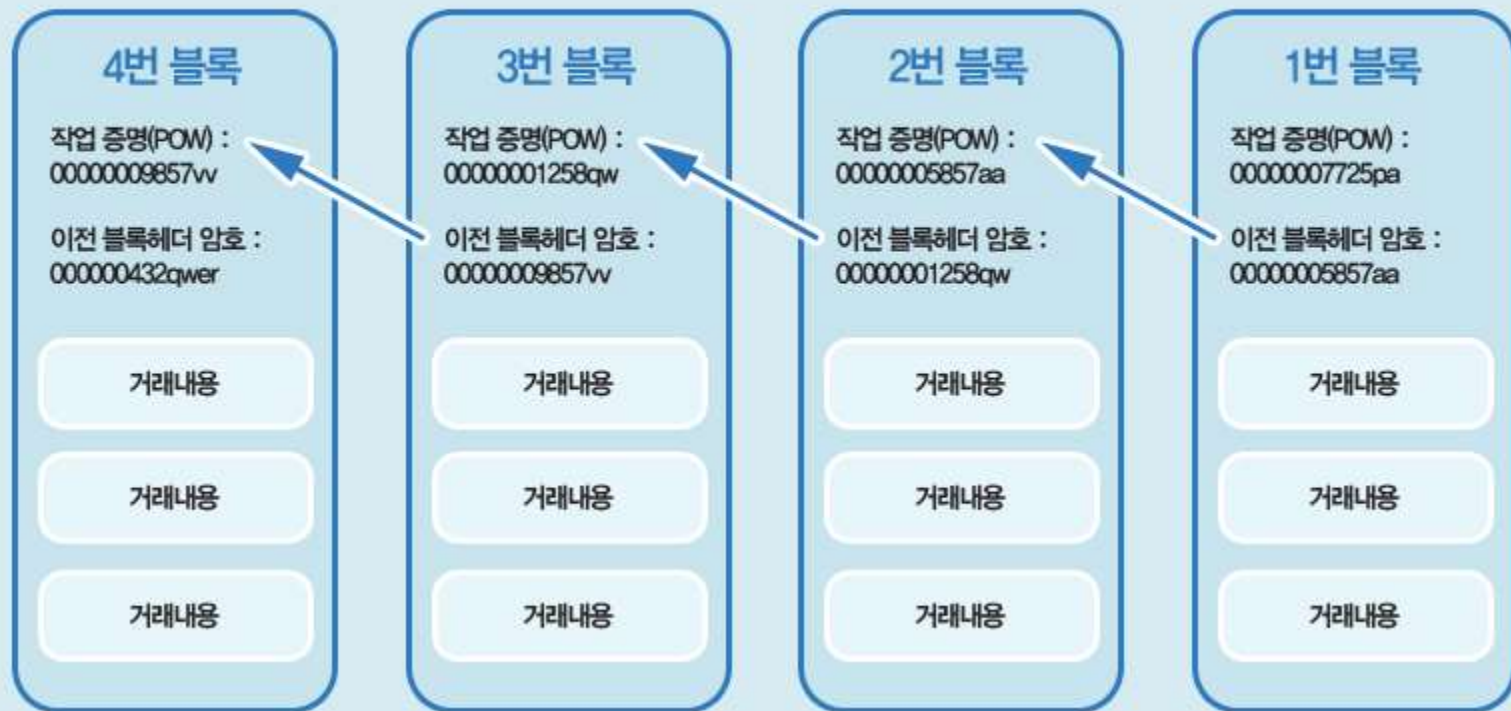 4번 블록
작업 증명(POW) :
00000009857vv
이전 블록헤더 암호 :
000000432qwer
거래내용
거래내용
거래내용
3번 블록
작업 증명(POW) :
00000001258qw
이전 블록헤더 암호 :
00000009857vv
거래내용
거래내용
거래내용
2번 블록
작업 증명(POW) :
00000005857aa
이전 블록헤더 암호 :
00000001258qw
거래내용
거래내용
거래내용
1번 블록
작업 증명(POW) :
00000007725pa
이전 블록헤더 암호 :
00000005857aa
거래내용
거래내용
거래내용